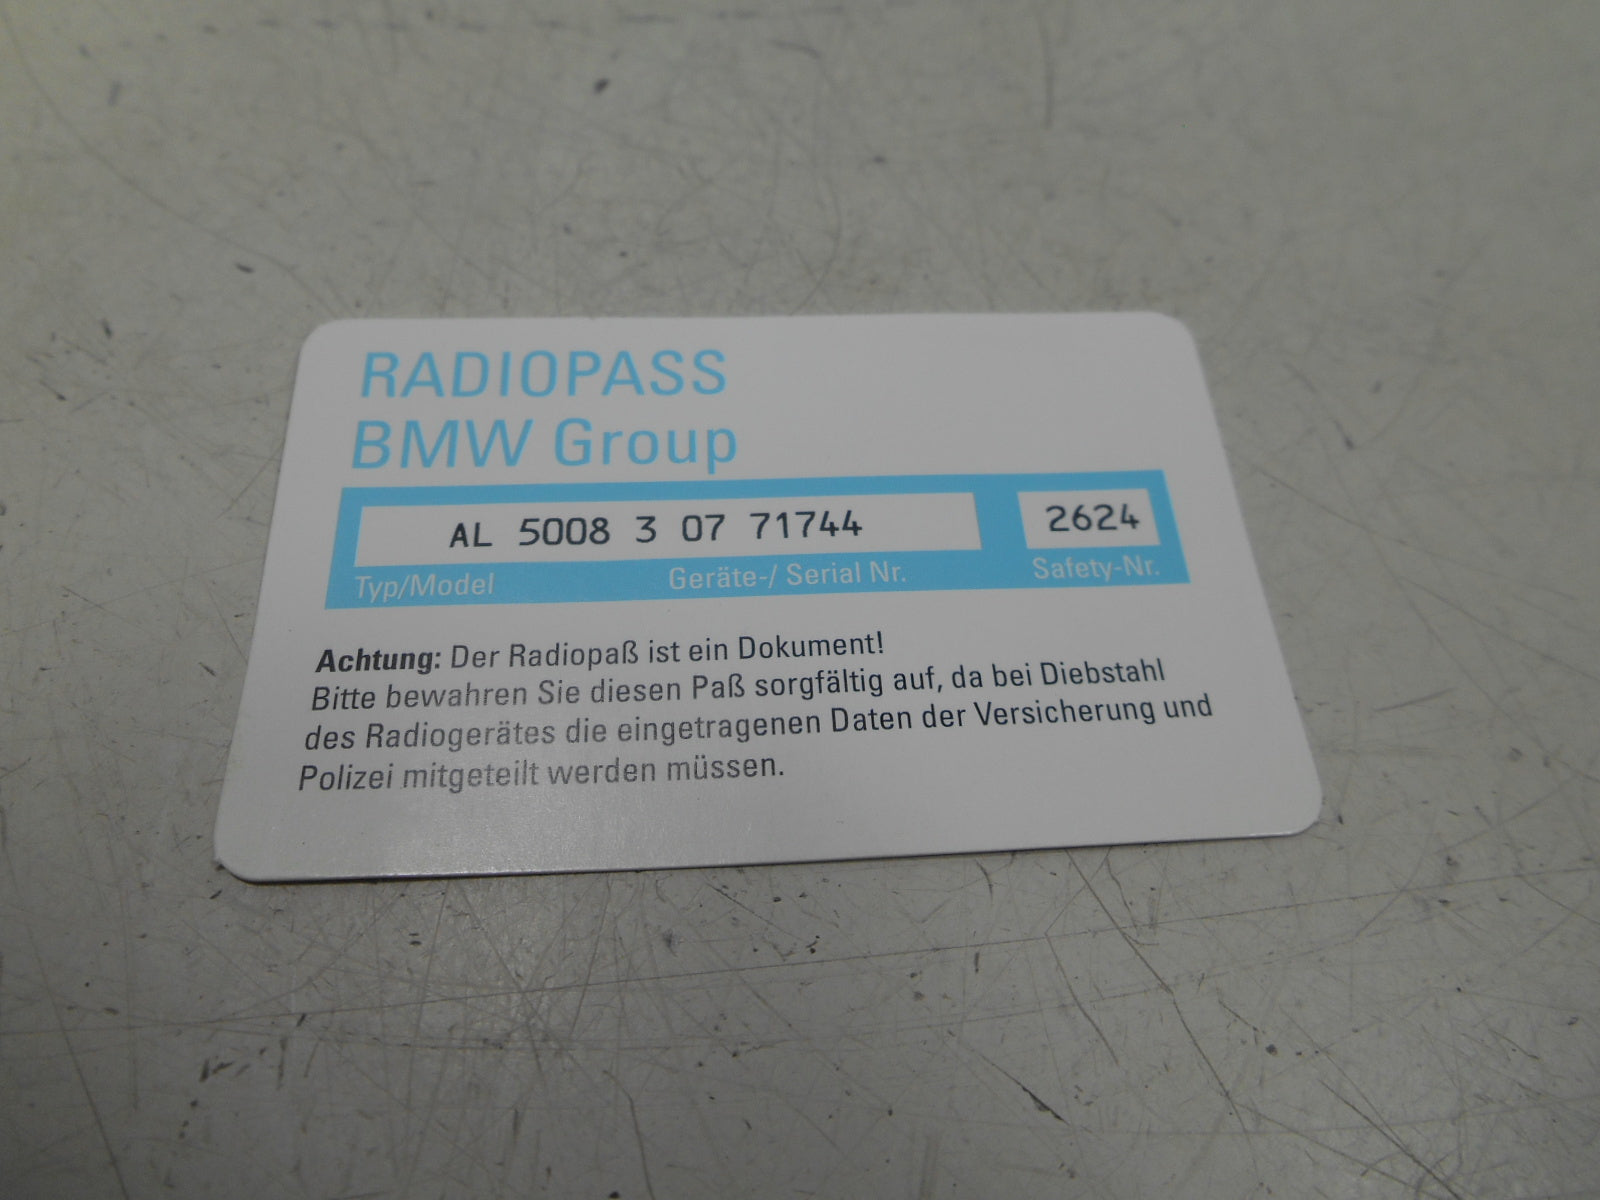 RADIOPASS
BMW Group
AL 5008 3 07 71744 2624
Typ/Model Geräte-/ Serial Nr. Safety-Nr.
Achtung: Der Radiopaß ist ein Dokument!
Bitte bewahren Sie diesen Paß sorgfältig auf, da bei Diebstahl
des Radiogerätes die eingetragenen Daten der Versicherung und
Polizei mitgeteilt werden müssen.